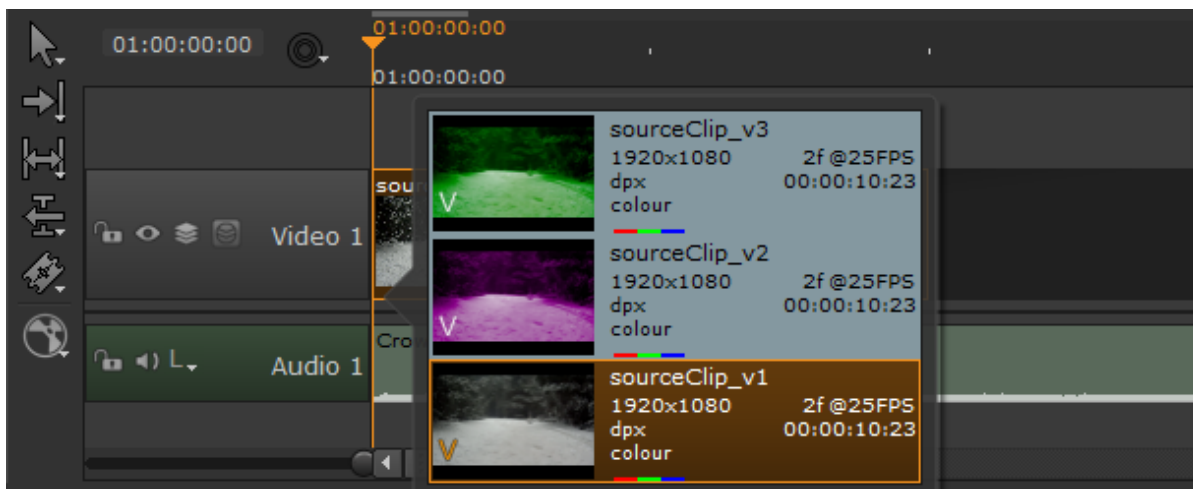 01:00:00:00
01:00:00:00
01:00:00:00
sourceClip_v3
1920x1080 2f @25FPS
dpx 00:00:10:23
colour
V
sour
Video 1
sourceClip_v2
1920x1080 2f @25FPS
dpx 00:00:10:23
colour
V
Cro
L
Audio 1
sourceClip_v1
1920x1080 2f @25FPS
dpx 00:00:10:23
colour
V